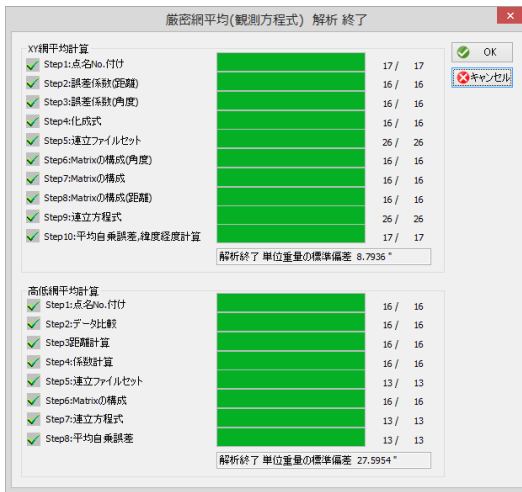 厳密網平均(観測方程式) 解析 終了
XY網平均計算
Step1:点名No.付け 17 / 17
Step2:誤差係数(距離) 16 / 16
Step3:誤差係数(角度) 16 / 16
Step4:化成式 16 / 16
Step5:連立ファイルセット 26 / 26
Step6:Matrixの構成(角度) 16 / 16
Step7:Matrixの構成 16 / 16
Step8:Matrixの構成(距離) 16 / 16
Step9:連立方程式 26 / 26
Step10:平均自乗誤差,緯度経度計算 17 / 17
解析終了 単位重量の標準偏差 8.7936 "
OK
キャンセル
高低網平均計算
Step1:点名No.付け 16 / 16
Step2:データ比較 16 / 16
Step3距離計算 16 / 16
Step4:係数計算 16 / 16
Step5:連立ファイルセット 13 / 13
Step6:Matrixの構成 16 / 16
Step7:連立方程式 13 / 13
Step8:平均自乗誤差 13 / 13
解析終了 単位重量の標準偏差 27.5954 "